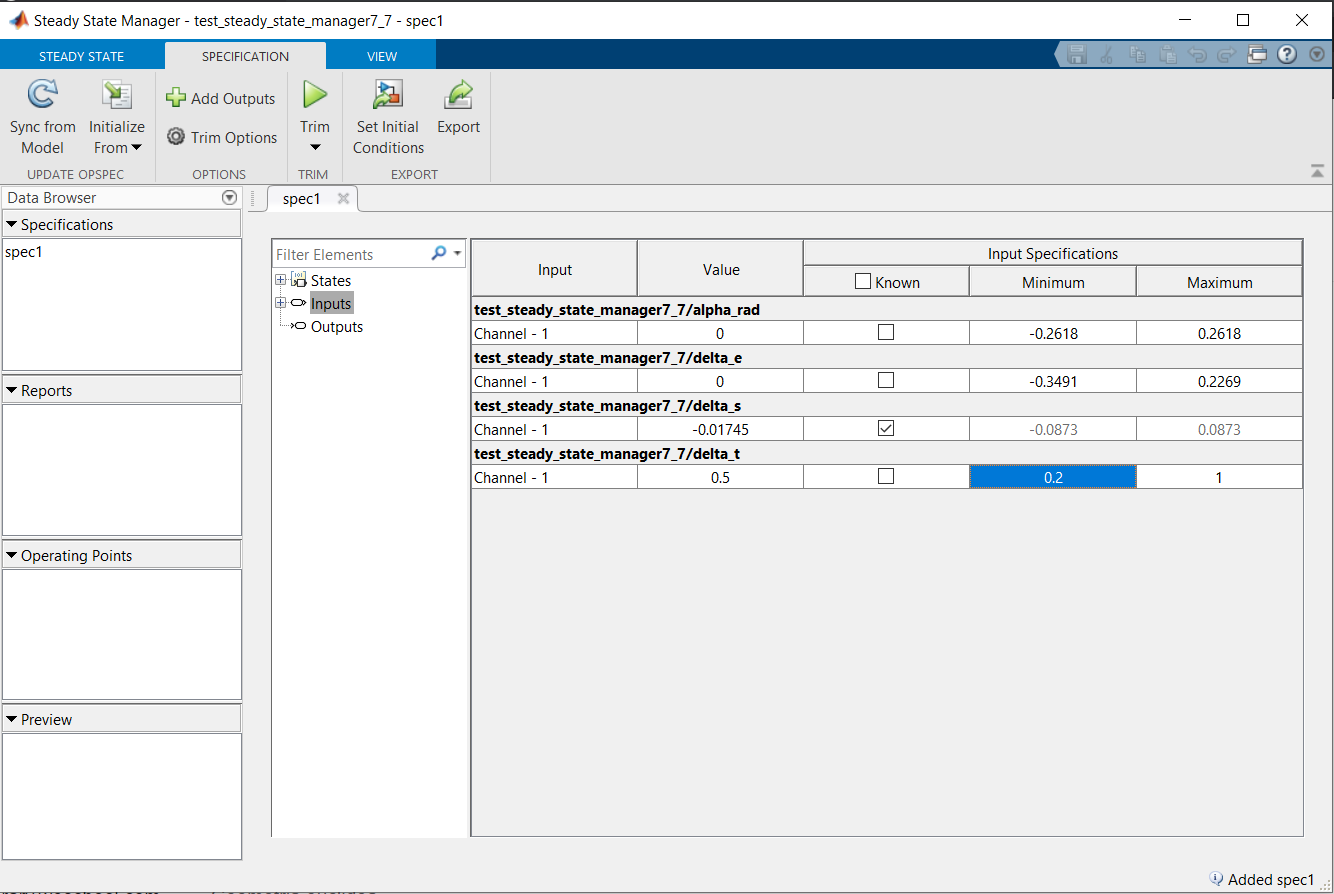 Steady State Manager - test_steady_state_manager7_7 - spec1
STEADY STATE SPECIFICATION VIEW
Sync from Model
Initialize From
Add Outputs
Trim Options
Trim
Set Initial Conditions
Export
UPDATE OPSPEC OPTIONS TRIM EXPORT
Data Browser
spec1
Specifications
spec1
Reports
Operating Points
Preview
Filter Elements
States
Inputs
Outputs
Input Value Input Specifications
Known Minimum Maximum
test_steady_state_manager7_7/alpha_rad
Channel - 1 0 -0.2618 0.2618
test_steady_state_manager7_7/delta_e
Channel - 1 0 -0.3491 0.2269
test_steady_state_manager7_7/delta_s
Channel - 1 -0.01745 -0.0873 0.0873
test_steady_state_manager7_7/delta_t
Channel - 1 0.5 0.2 1
Added spec1